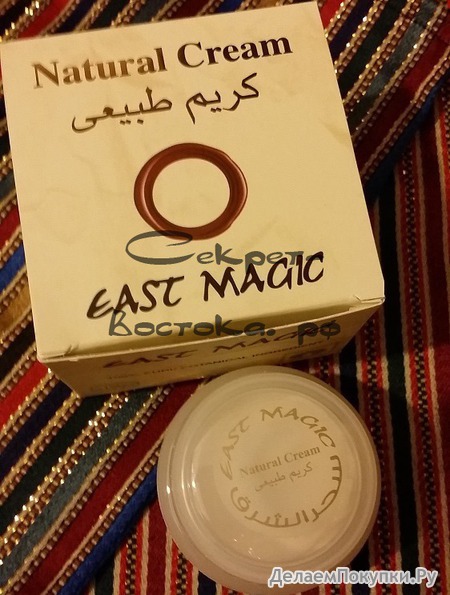 Natural Cream
كريم طبيعى
Секрет
EAST MAGIC
Востока.рф
EAST MAGIC
EAST MAGIC
Natural Cream
كريم طبيعى
سحر الشرق
ДелаемПокупки.Ру